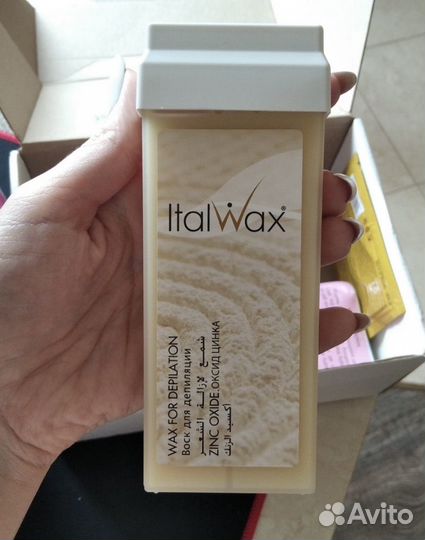 ItalWax®
WAX FOR DEPILATION
Воск для депиляции
شمع لإزالة الشعر
ZINC OXIDE.ОКСИД ЦИНКА
أكسيد الزنك
Avito